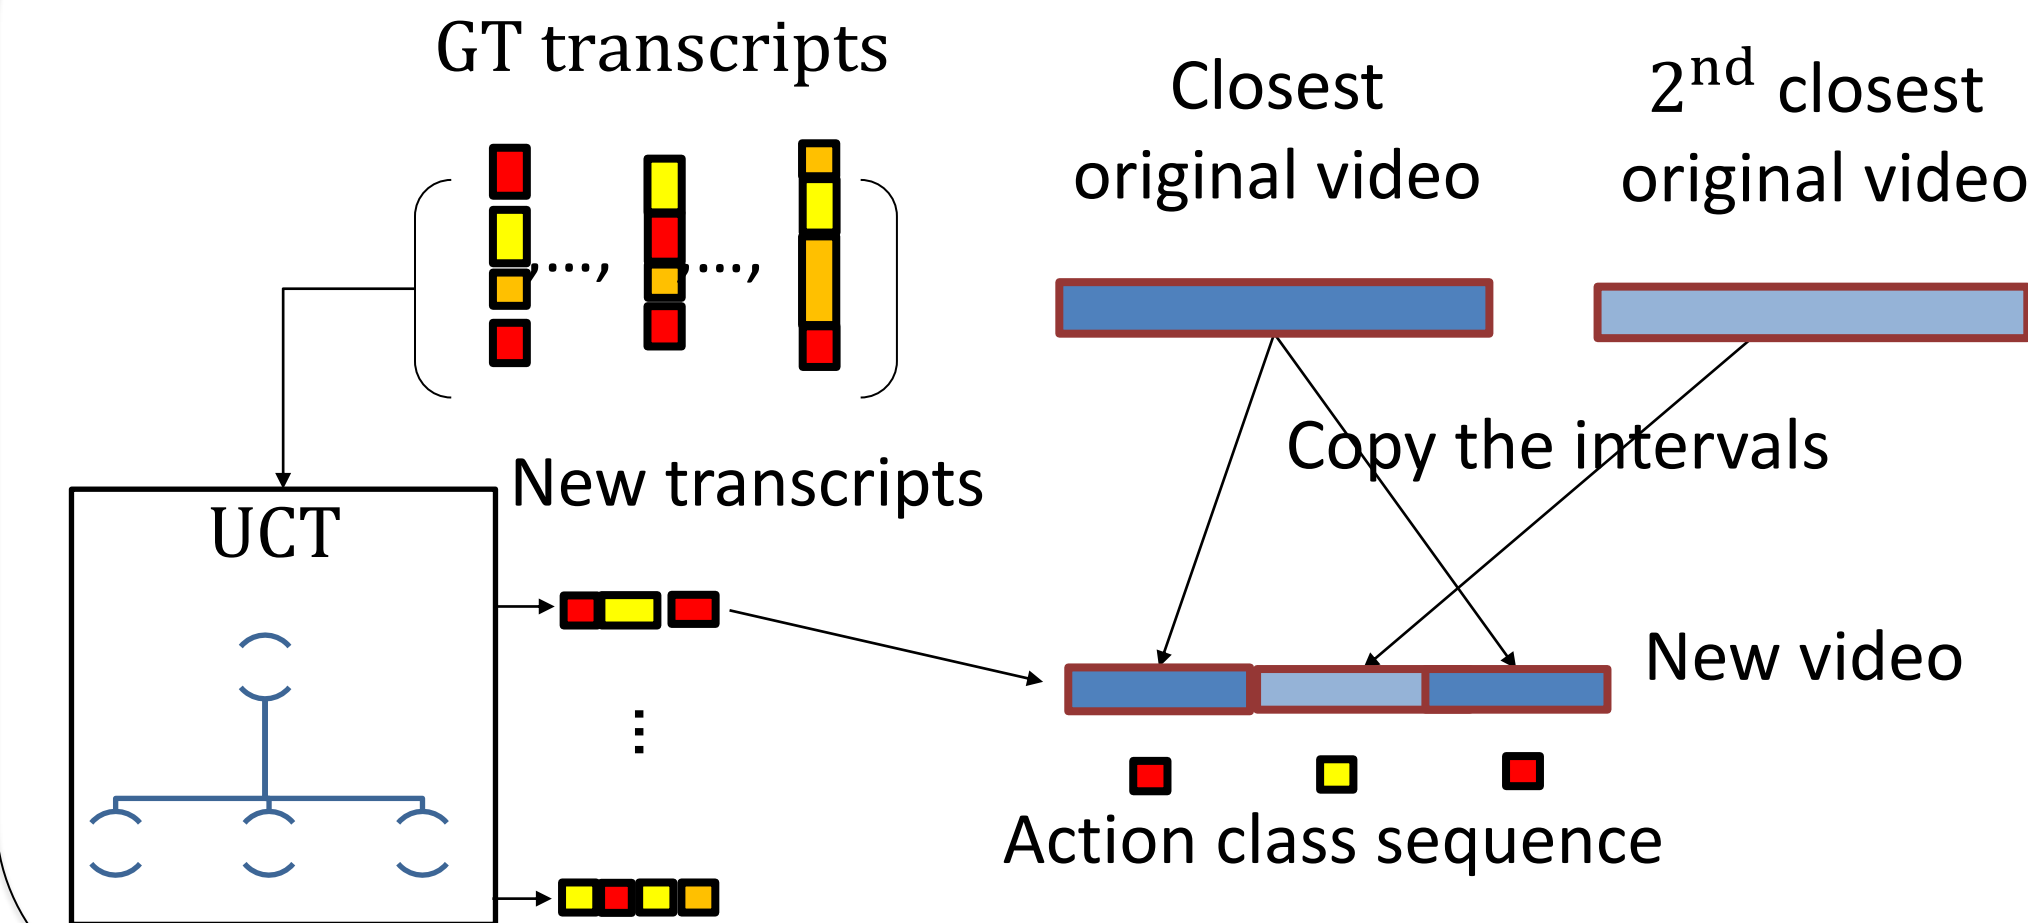 GT transcripts
,...,
,...,
Closest
original video
2nd closest
original video
Copy the intervals
New transcripts
UCT
⋮
New video
Action class sequence